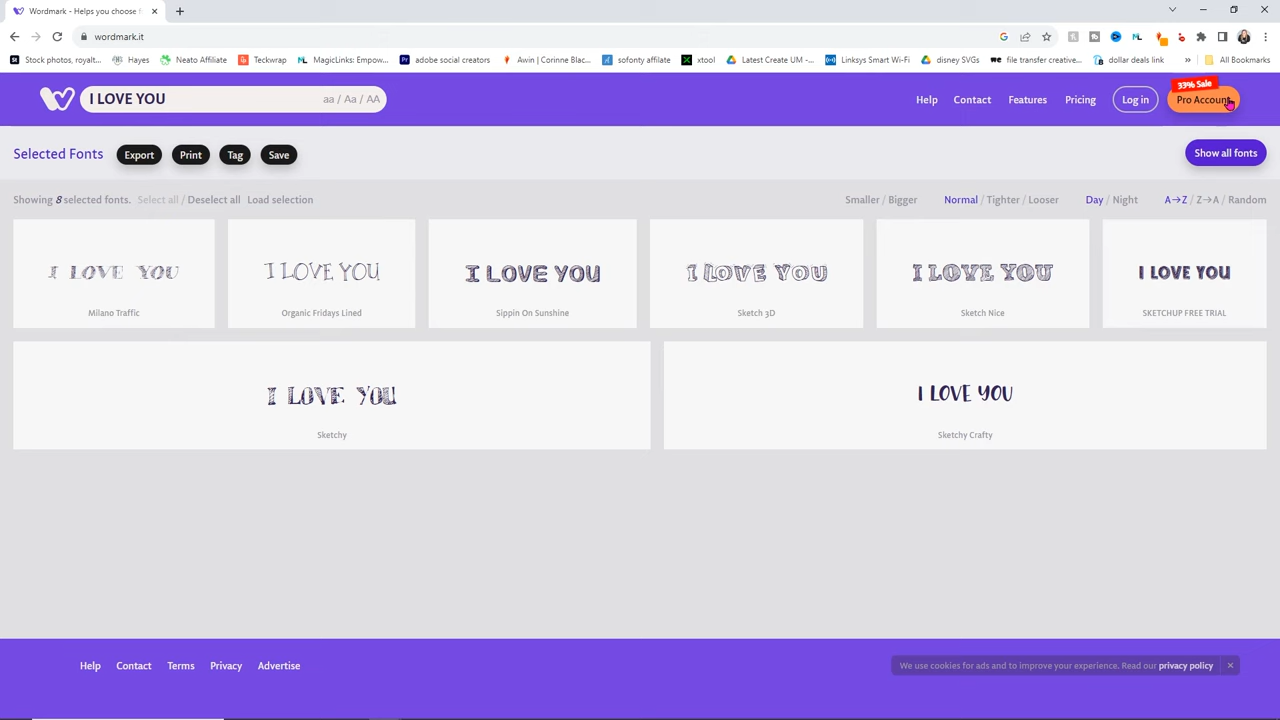 Wordmark - Helps you choose
wordmark.it
Stock photos, royalt...
Hayes
Neato Affiliate
Teckwrap
MagicLinks: Empow...
adobe social creators
Awin | Corinne Blac...
sofonty affilate
xtool
Latest Create UM -...
Linksys Smart Wi-Fi
disney SVGs
file transfer creative...
dollar deals link
»
All Bookmarks
I LOVE YOU
aa / Aa / AA
Help
Contact
Features
Pricing
Log in
33% Sale
Pro Account
Selected Fonts
Export
Print
Tag
Save
Show all fonts
Showing 8 selected fonts. Select all / Deselect all Load selection
Smaller / Bigger
Normal / Tighter / Looser
Day / Night
A→Z / Z→A / Random
I LOVE YOU
Milano Traffic
I LOVE YOU
Organic Fridays Lined
I LOVE YOU
Sippin On Sunshine
I LOVE YOU
Sketch 3D
I LOVE YOU
Sketch Nice
I LOVE YOU
SKETCHUP FREE TRIAL
I LOVE YOU
Sketchy
I LOVE YOU
Sketchy Crafty
Help
Contact
Terms
Privacy
Advertise
We use cookies for ads and to improve your experience. Read our privacy policy